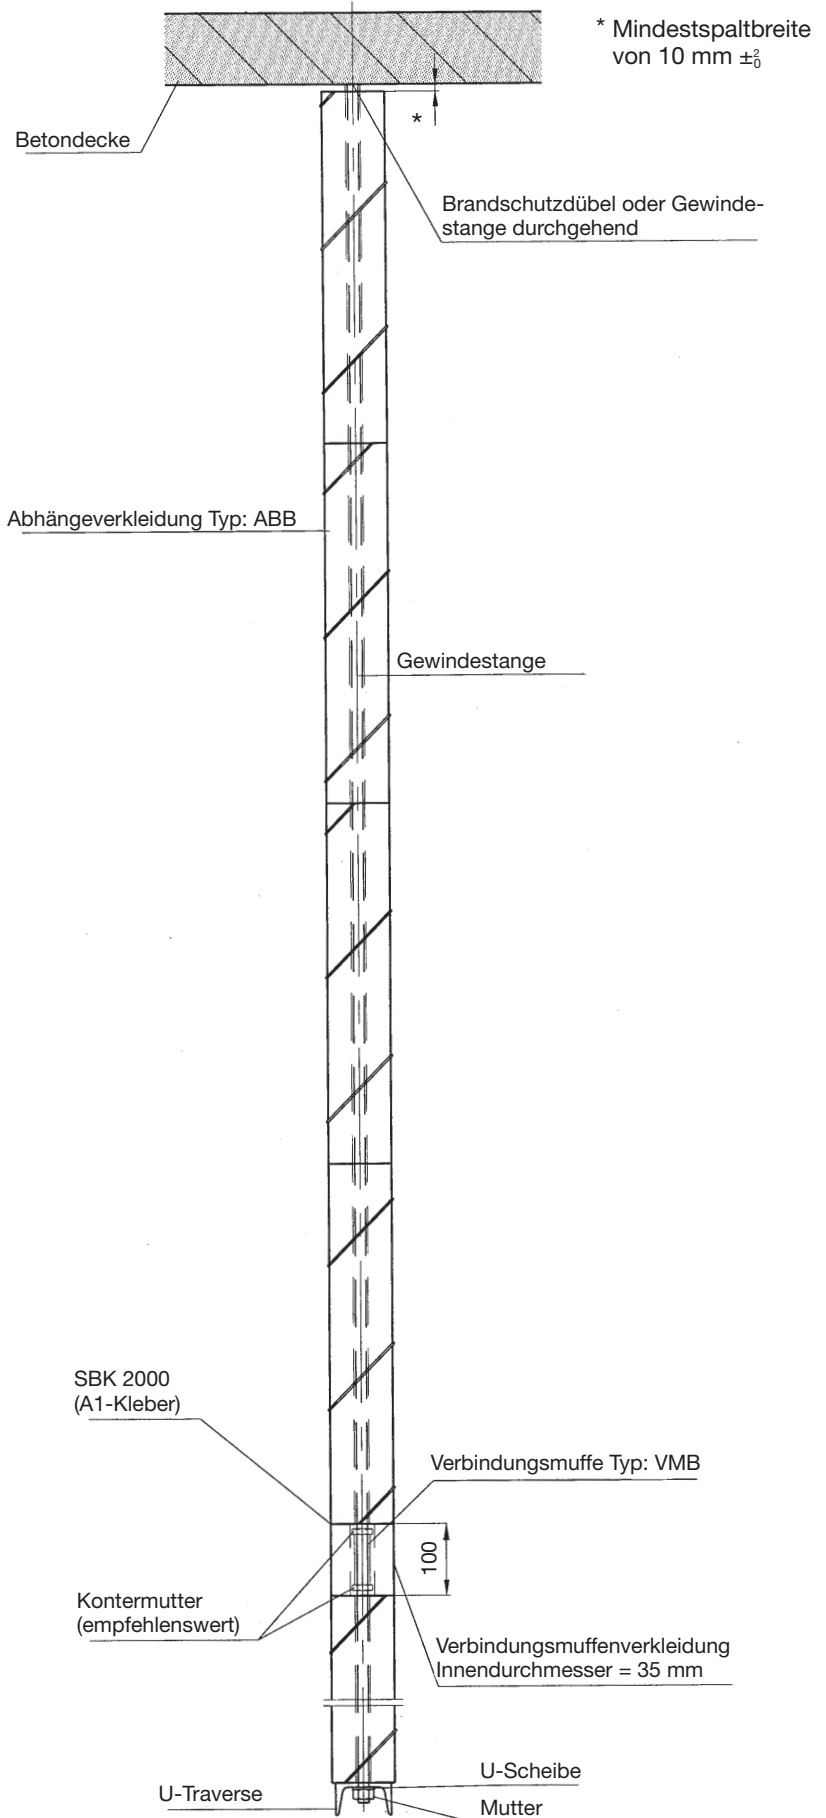 * Mindestspaltbreite
von 10 mm ±²₀
*
Betondecke
Brandschutzdübel oder Gewinde-
stange durchgehend
Abhängeverkleidung Typ: ABB
Gewindestange
SBK 2000
(A1-Kleber)
Verbindungsmuffe Typ: VMB
100
Kontermutter
(empfehlenswert)
Verbindungsmuffenverkleidung
Innendurchmesser = 35 mm
U-Scheibe
U-Traverse
Mutter